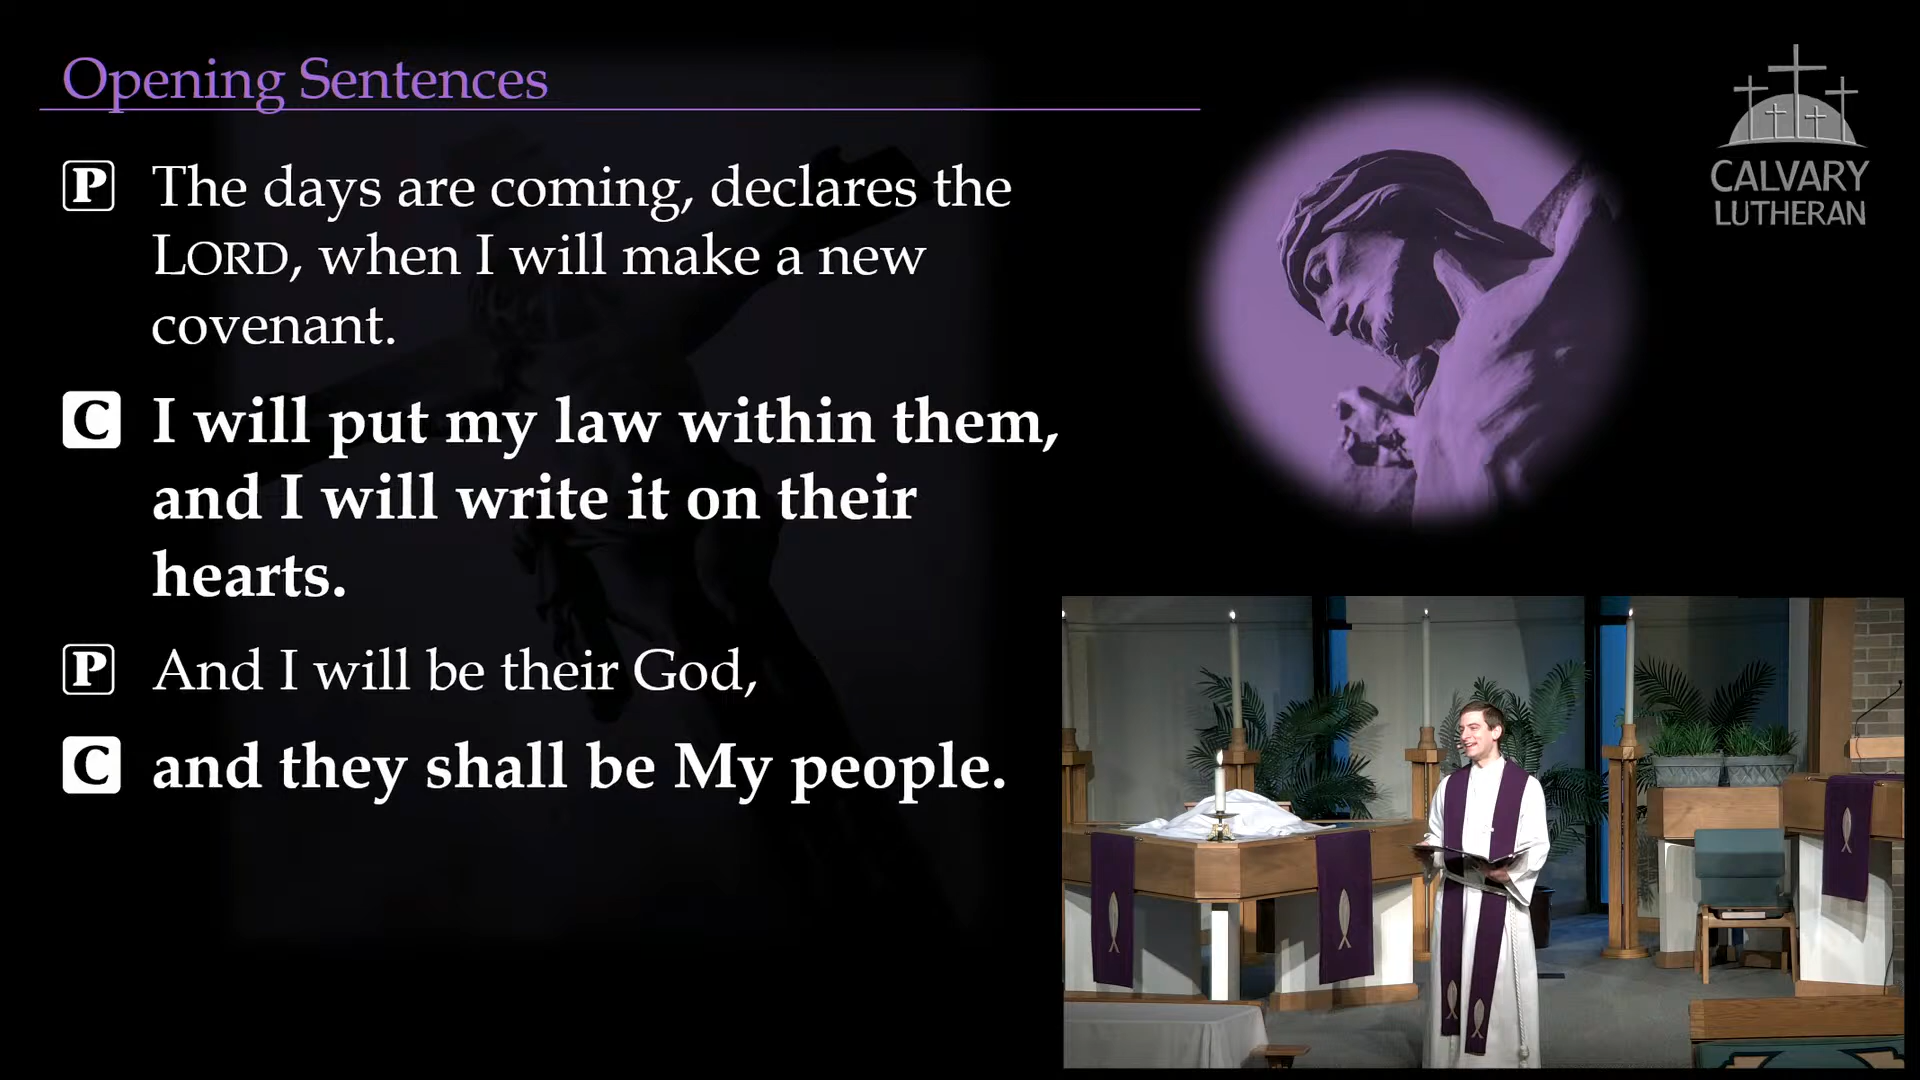 Opening Sentences
P The days are coming, declares the
LORD, when I will make a new
covenant.
C I will put my law within them,
and I will write it on their
hearts.
P And I will be their God,
C and they shall be My people.
CALVARY
LUTHERAN